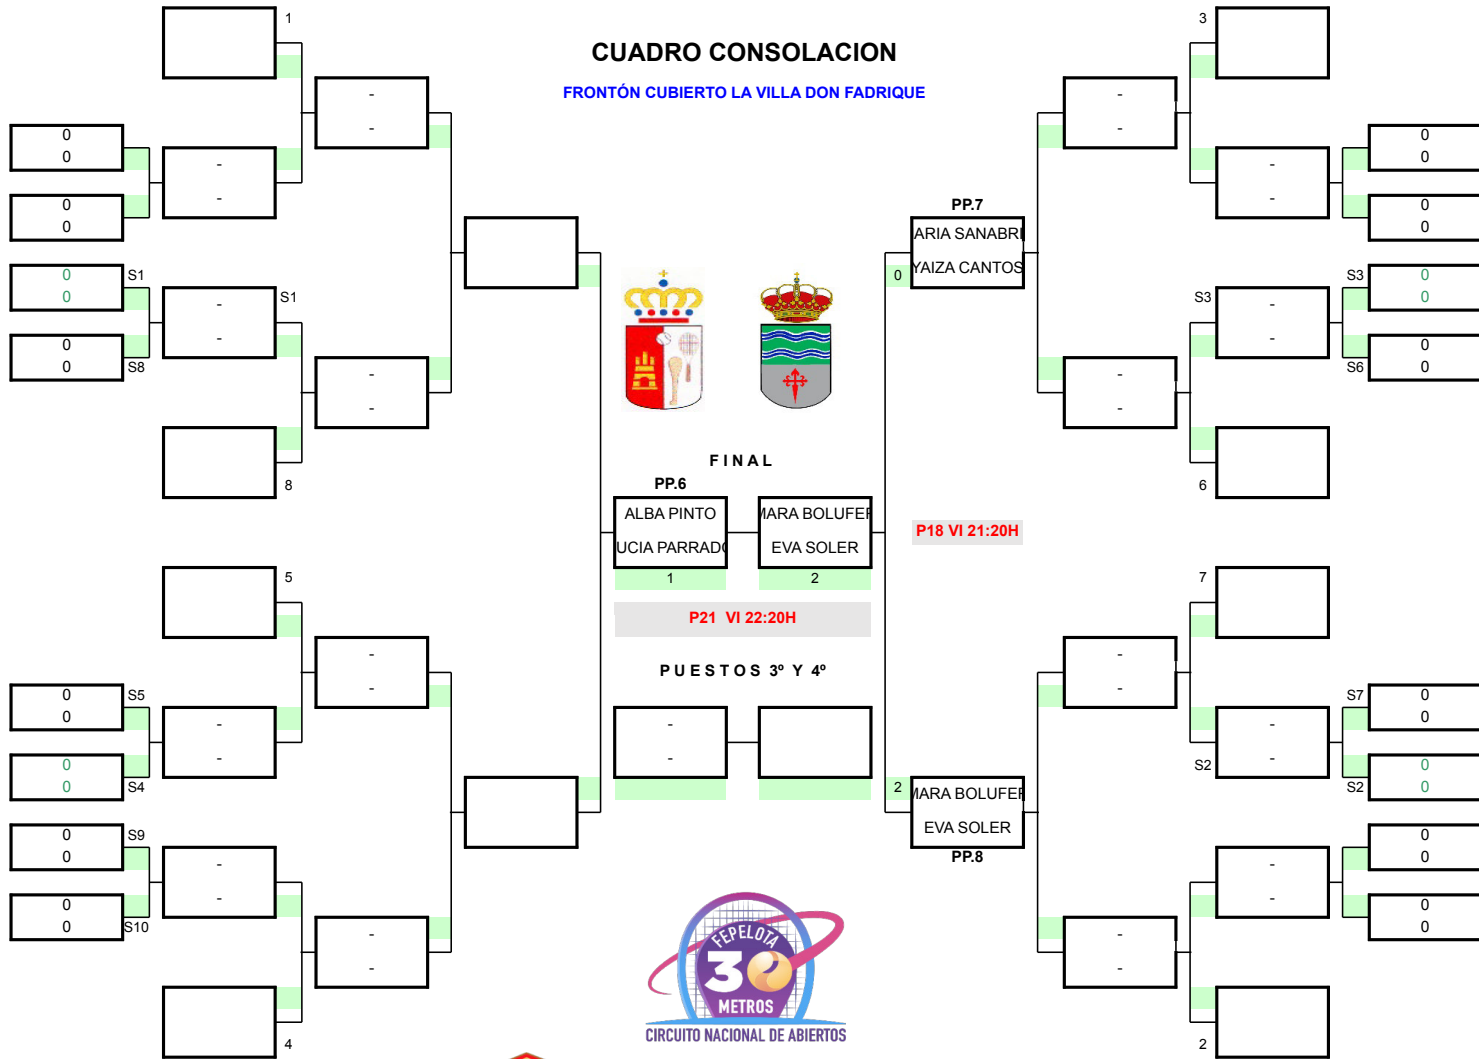 1
3
CUADRO CONSOLACION
FRONTÓN CUBIERTO LA VILLA DON FADRIQUE
-
-
-
-
0
0
-
-
-
-
0
0
0
0
0
0
PP.7
ARIA SANABRI
YAIZA CANTOS
0
0
0
S1
-
-
S1
S3
-
-
S3
0
0
0
0
S8
-
-
-
-
0
0
S6
8
6
F I N A L
PP.6
ALBA PINTO
UCIA PARRADO
MARA BOLUFER
EVA SOLER
1
2
P18 VI 21:20H
P21 VI 22:20H
5
7
P U E S T O S 3º Y 4º
-
-
-
-
0
0
S5
-
-
-
-
-
-
S7
0
0
0
0
S4
S2
S2
0
0
2
MARA BOLUFER
EVA SOLER
PP.8
0
0
S9
-
-
-
-
0
0
0
0
S10
-
-
-
-
0
0
4
2
FEPELOTA
30
METROS
CIRCUITO NACIONAL DE ABIERTOS